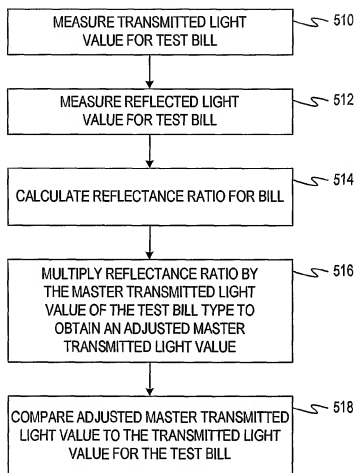 MEASURE TRANSMITTED LIGHT
VALUE FOR TEST BILL
510
MEASURE REFLECTED LIGHT
VALUE FOR TEST BILL
512
CALCULATE REFLECTANCE RATIO FOR BILL
514
MULTIPLY REFLECTANCE RATIO BY
THE MASTER TRANSMITTED LIGHT
VALUE OF THE TEST BILL TYPE TO
OBTAIN AN ADJUSTED MASTER
TRANSMITTED LIGHT VALUE
516
COMPARE ADJUSTED MASTER TRANSMITTED
LIGHT VALUE TO THE TRANSMITTED LIGHT
VALUE FOR THE TEST BILL
518